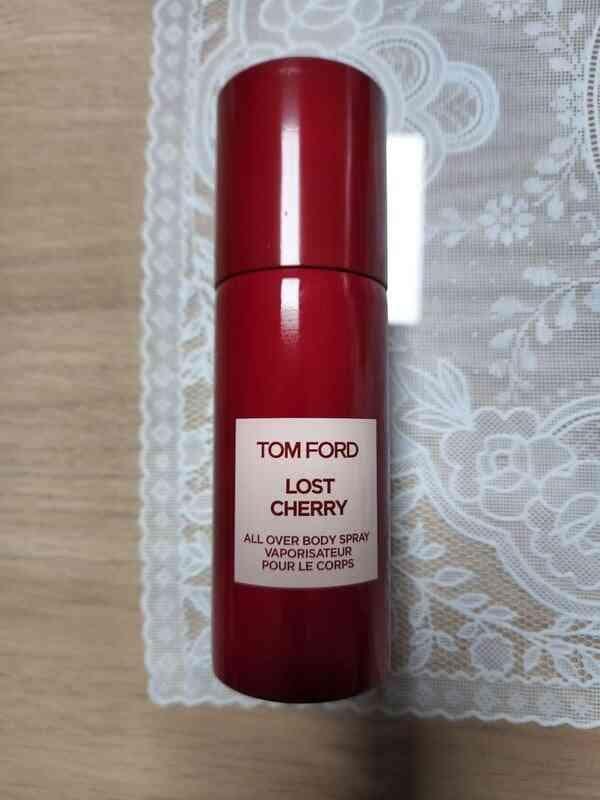 TOM FORD
LOST
CHERRY
ALL OVER BODY SPRAY
VAPORISATEUR
POUR LE CORPS